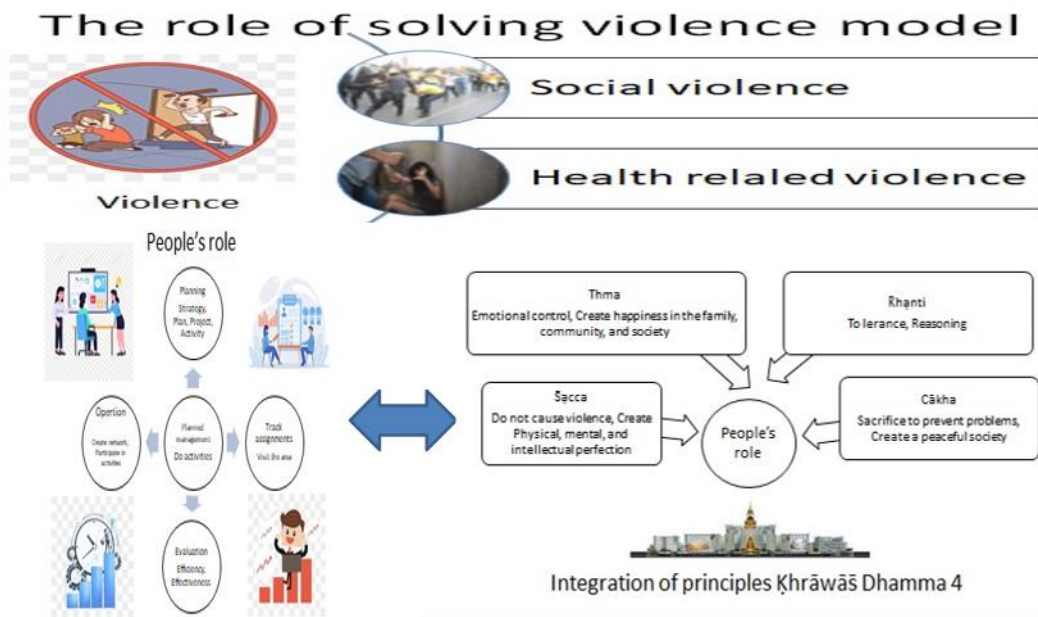 The role of solving violence model
Violence
Social violence
Health relaled violence
People's role
Planning
Strategy,
Plan, Project,
Activity
Opertion
Create network,
Participate in
activities
Planned
management
Do activities
Track
assignments
Visit the area
Evaluation
Efficiency,
Effectiveness
Thma
Emotional control, Create happiness in the family,
community, and society
Sạcca
Do not cause violence, Create
Physical, mental, and
intellectual perfection
People's
role
K̄hạnti
To lerance, Reasoning
Cākha
Sacrifice to prevent problems,
Create a peaceful society
Integration of principles Ḳhrāwās̄ Dhamma 4